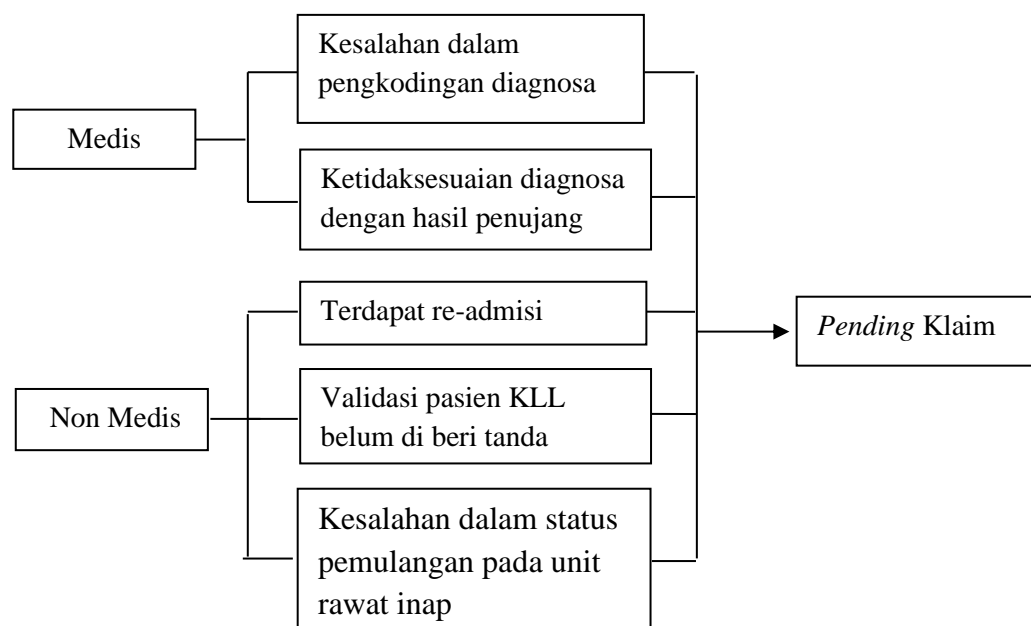 Kesalahan dalam
pengkodingan diagnosa
Medis
Ketidaksesuaian diagnosa
dengan hasil penujang
Terdapat re-admisi
Pending Klaim
Validasi pasien KLL
belum di beri tanda
Non Medis
Kesalahan dalam status
pemulangan pada unit
rawat inap